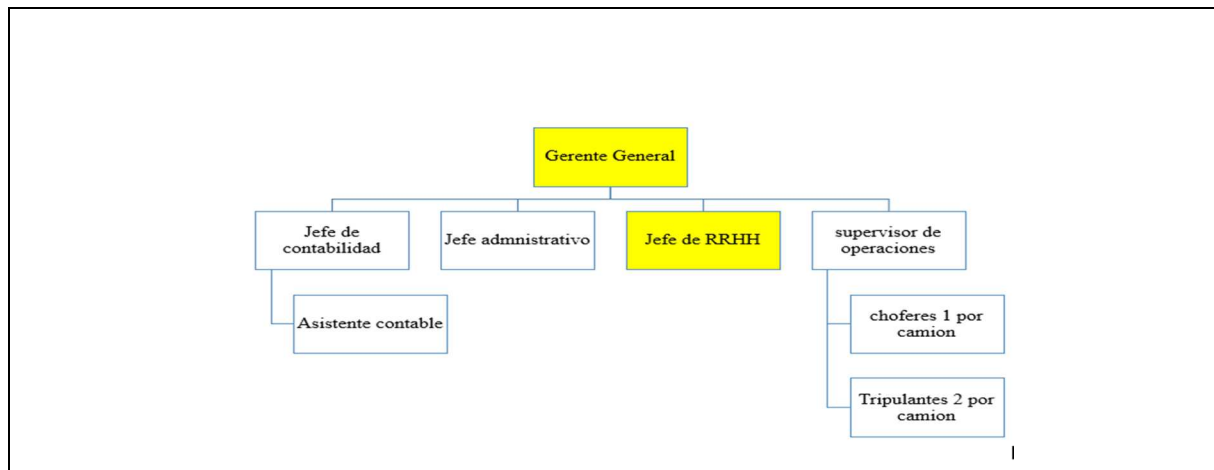 Gerente General
Jefe de
contabilidad
Jefe admnistrativo
Jefe de RRHH
supervisor de
operaciones
Asistente contable
choferes 1 por
camion
Tripulantes 2 por
camion